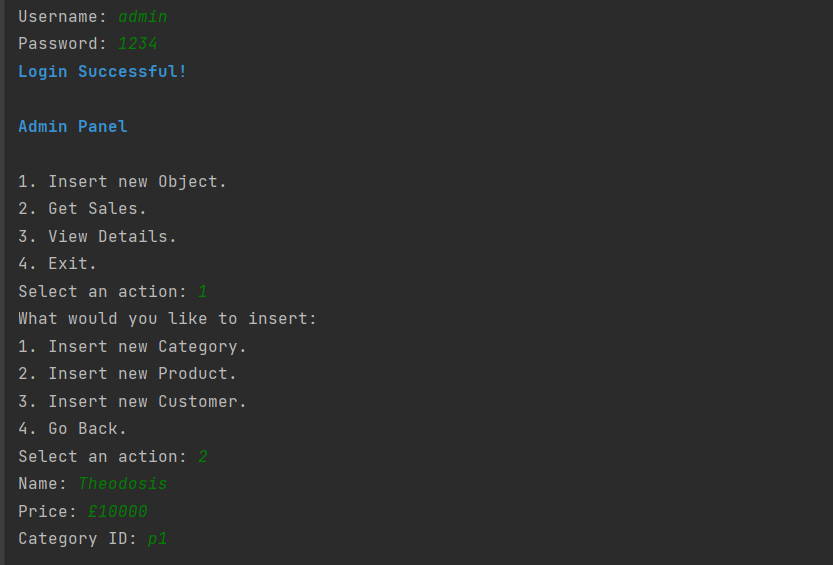 Username: admin
Password: 1234
Login Successful!
Admin Panel
1. Insert new Object.
2. Get Sales.
3. View Details.
4. Exit.
Select an action: 1
What would you like to insert:
1. Insert new Category.
2. Insert new Product.
3. Insert new Customer.
4. Go Back.
Select an action: 2
Name: Theodosis
Price: £10000
Category ID: p1